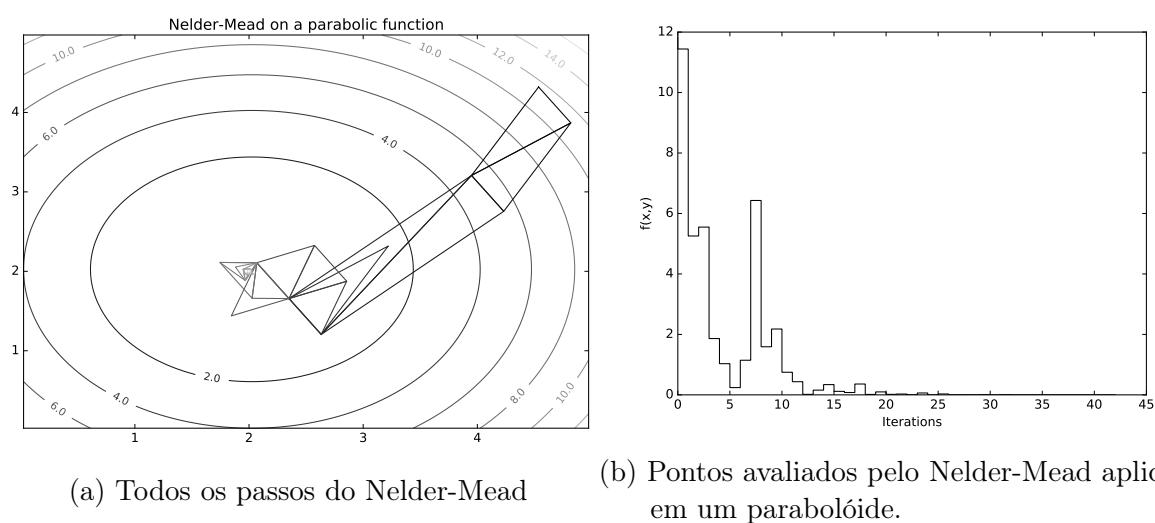 Nelder-Mead on a parabolic function
10.0
10.0
12.0
14.0
6.0
4.0
2.0
4.0
6.0
8.0
10.0
4
3
2
1
1 2 3 4
(a) Todos os passos do Nelder-Mead
12
10
8
6
4
2
0
f(x,y)
0 5 10 15 20 25 30 35 40 45
Iterations
(b) Pontos avaliados pelo Nelder-Mead aplic
em um parabolóide.